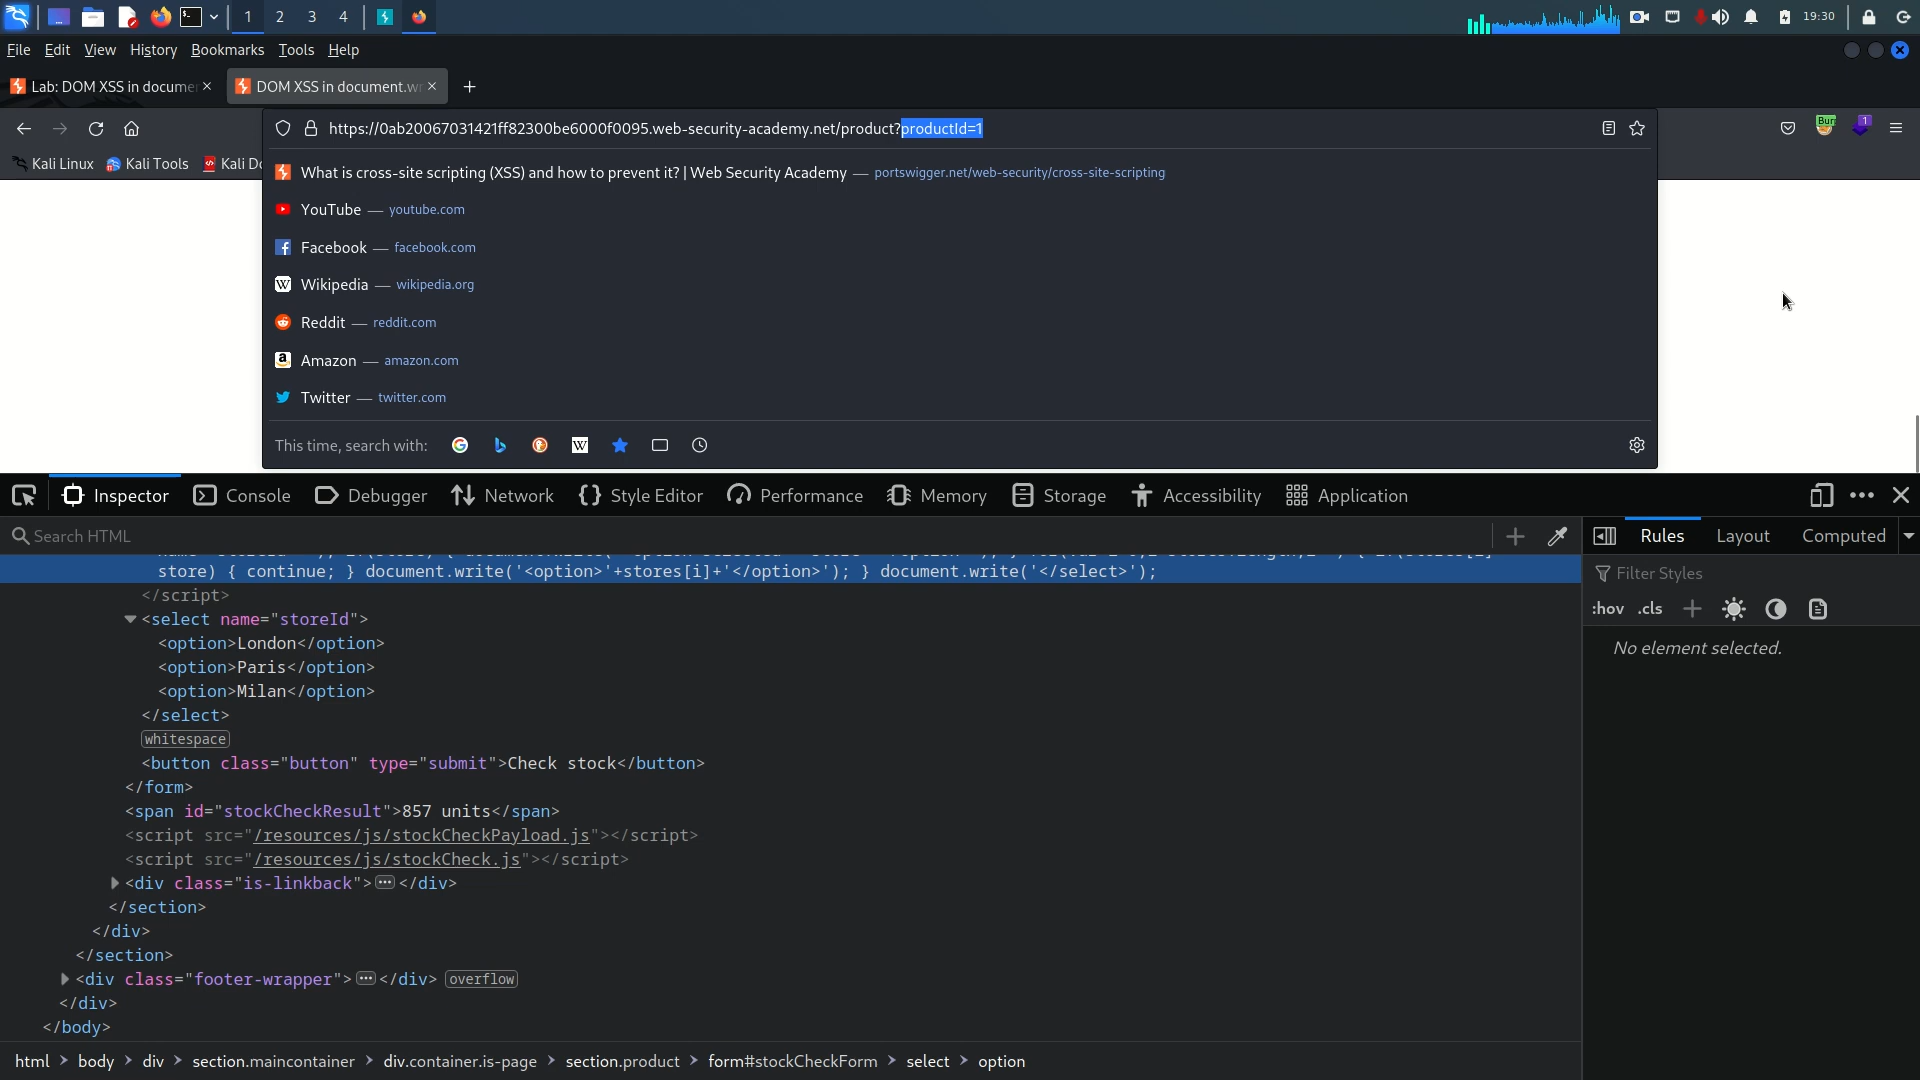 1 2 3 4 19:30
File Edit View History Bookmarks Tools Help
Lab: DOM XSS in docume × DOM XSS in document.w × +
https://0ab20067031421ff82300be6000f0095.web-security-academy.net/product?productId=1 Bur 1
Kali Linux Kali Tools Kali Do
What is cross-site scripting (XSS) and how to prevent it? | Web Security Academy — portswigger.net/web-security/cross-site-scripting
YouTube — youtube.com
Facebook — facebook.com
Wikipedia — wikipedia.org
Reddit — reddit.com
Amazon — amazon.com
Twitter — twitter.com
This time, search with:
Inspector Console Debugger Network Style Editor Performance Memory Storage Accessibility Application
Search HTML Rules Layout Computed
store) { continue; } document.write('<option>'+stores[i]+'</option>'); } document.write('</select>');
</script>
<select name="storeId">
<option>London</option>
<option>Paris</option>
<option>Milan</option>
</select>
whitespace
<button class="button" type="submit">Check stock</button>
</form>
<span id="stockCheckResult">857 units</span>
<script src="/resources/js/stockCheckPayload.js"></script>
<script src="/resources/js/stockCheck.js"></script>
<div class="is-linkback"></div>
</section>
</div>
</section>
<div class="footer-wrapper"></div> overflow
</div>
</body>
html > body > div > section.maincontainer > div.container.is-page > section.product > form#stockCheckForm > select > option
Filter Styles
:hov .cls
No element selected.